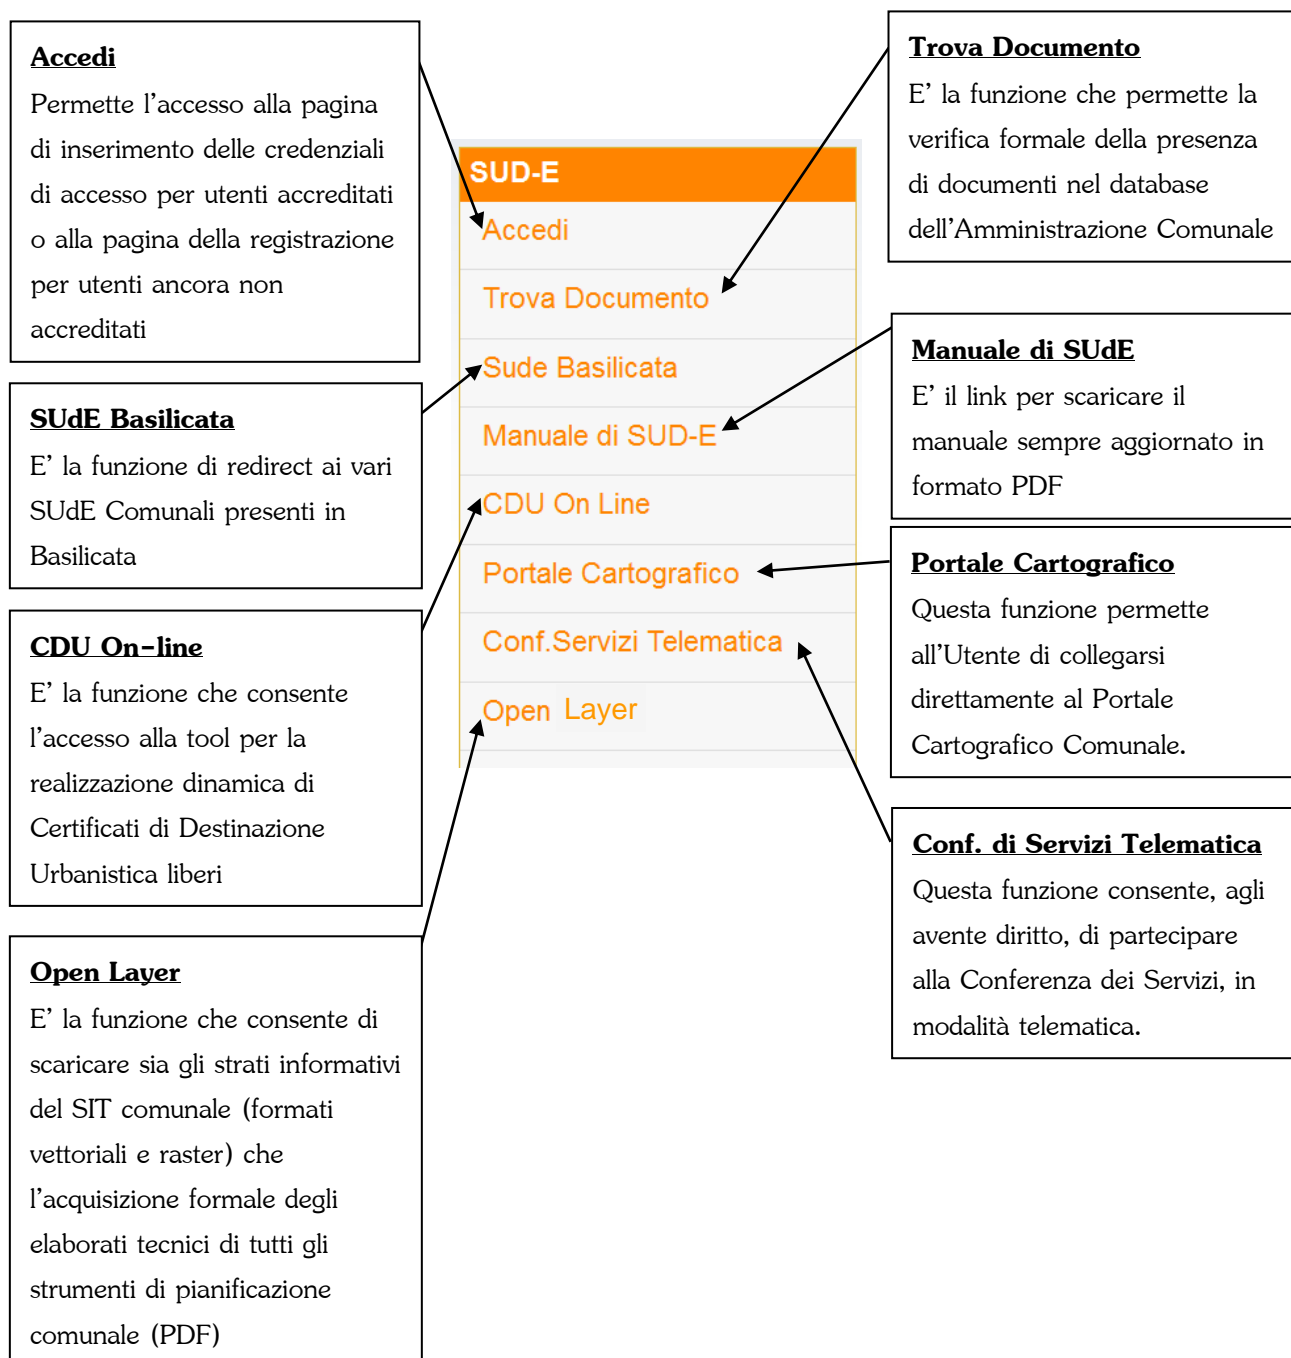 Accedi
Permette l’accesso alla pagina
di inserimento delle credenziali
di accesso per utenti accreditati
o alla pagina della registrazione
per utenti ancora non
accreditati
SUdE Basilicata
E’ la funzione di redirect ai vari
SUdE Comunali presenti in
Basilicata
CDU On-line
E’ la funzione che consente
l’accesso alla tool per la
realizzazione dinamica di
Certificati di Destinazione
Urbanistica liberi
Open Layer
E’ la funzione che consente di
scaricare sia gli strati informativi
del SIT comunale (formati
vettoriali e raster) che
l’acquisizione formale degli
elaborati tecnici di tutti gli
strumenti di pianificazione
comunale (PDF)
SUD-E
Accedi
Trova Documento
Sude Basilicata
Manuale di SUD-E
CDU On Line
Portale Cartografico
Conf.Servizi Telematica
Open Layer
Trova Documento
E’ la funzione che permette la
verifica formale della presenza
di documenti nel database
dell’Amministrazione Comunale
Manuale di SUdE
E’ il link per scaricare il
manuale sempre aggiornato in
formato PDF
Portale Cartografico
Questa funzione permette
all’Utente di collegarsi
direttamente al Portale
Cartografico Comunale.
Conf. di Servizi Telematica
Questa funzione consente, agli
avente diritto, di partecipare
alla Conferenza dei Servizi, in
modalità telematica.